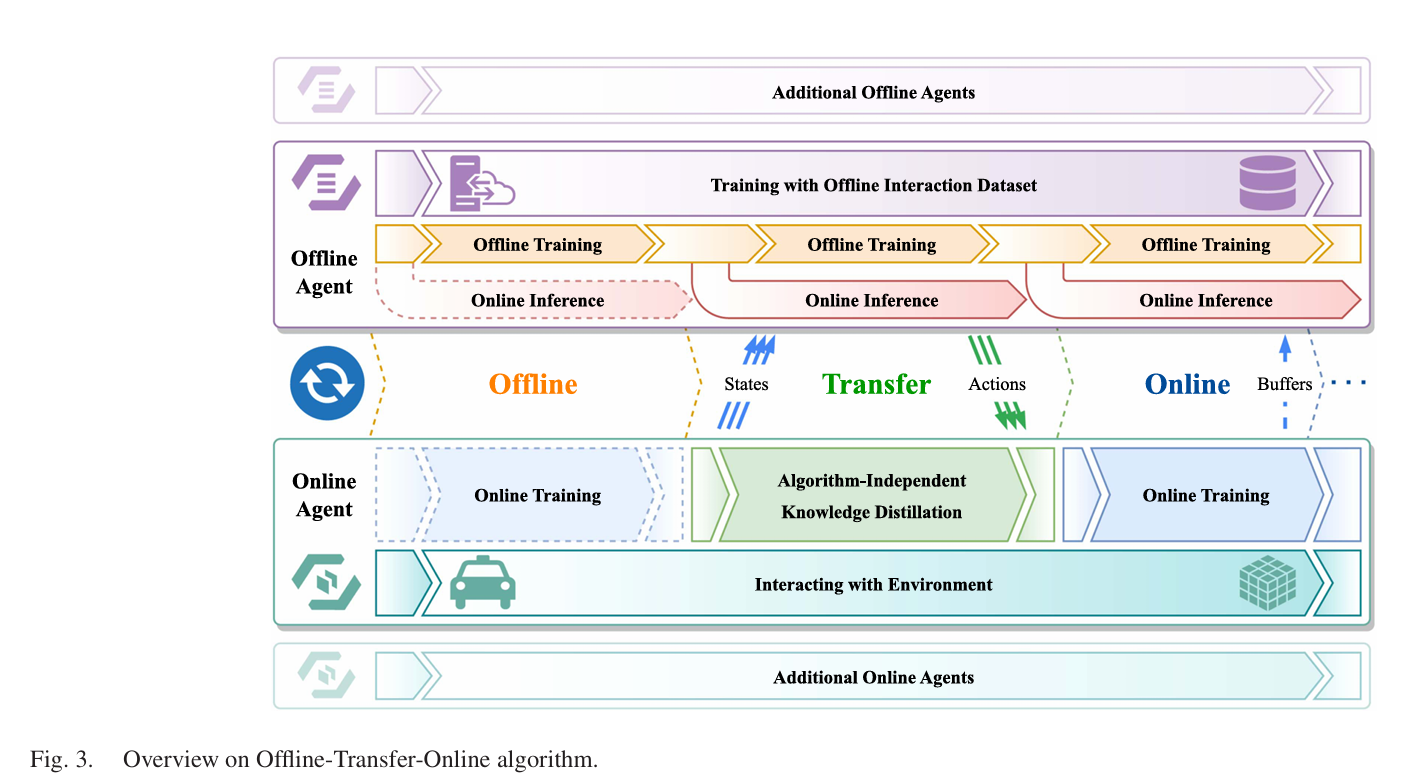 Additional Offline Agents
Training with Offline Interaction Dataset
Offline
Agent
Offline Training
Offline Training
Offline Training
Online Inference
Online Inference
Online Inference
Offline
States
Transfer
Actions
Online
Buffers
Online
Agent
Online Training
Algorithm-Independent
Knowledge Distillation
Online Training
Interacting with Environment
Additional Online Agents
Fig. 3. Overview on Offline-Transfer-Online algorithm.